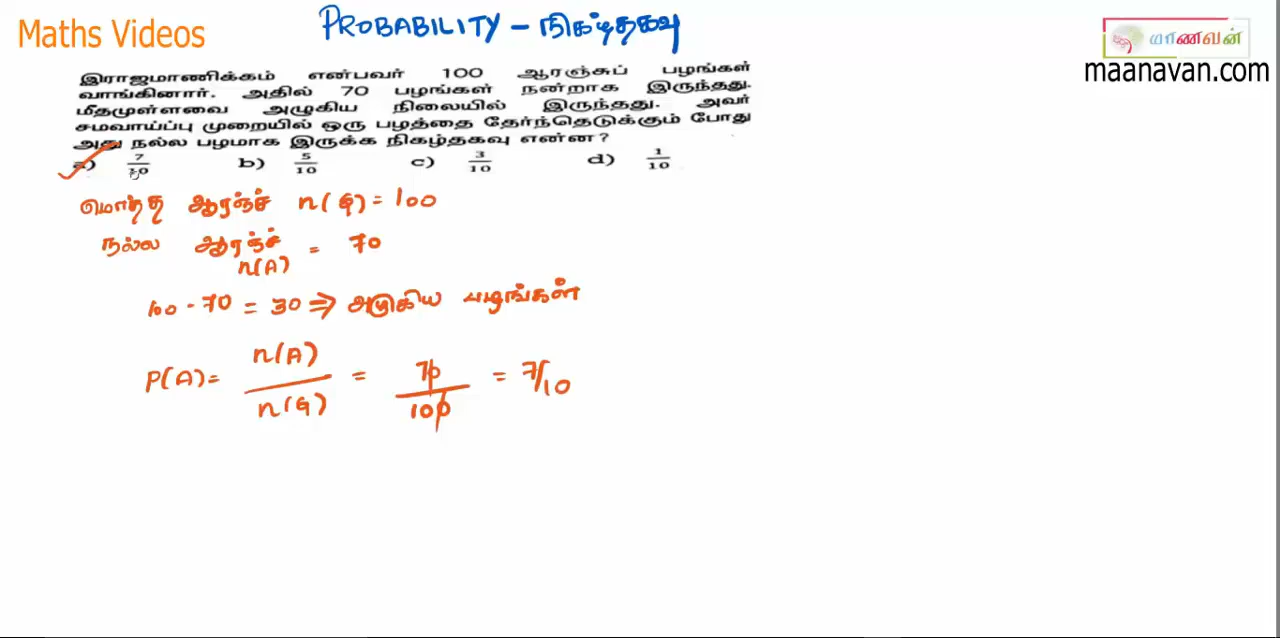 Maths Videos
PROBABILITY - நிகழ்தகவு
மாணவன்
maanavan.com
இராஜமாணிக்கம் என்பவர் 100 ஆரஞ்சுப் பழங்கள்
வாங்கினார். அதில் 70 பழங்கள் நன்றாக இருந்தது.
மீதமுள்ளவை அழுகிய நிலையில் இருந்தது. அவர்
சமவாய்ப்பு முறையில் ஒரு பழத்தை தேர்ந்தெடுக்கும் போது
அது நல்ல பழமாக இருக்க நிகழ்தகவு என்ன?
a) 7/10 b) 5/10 c) 3/10 d) 1/10
மொத்த ஆரஞ்ச் n(G) = 100
நல்ல ஆரஞ்ச் = 70
n(A)
100 - 70 = 30 ⇒ அழுகிய பழங்கள்
P(A) = n(A)/n(G) = 70/100 = 7/10